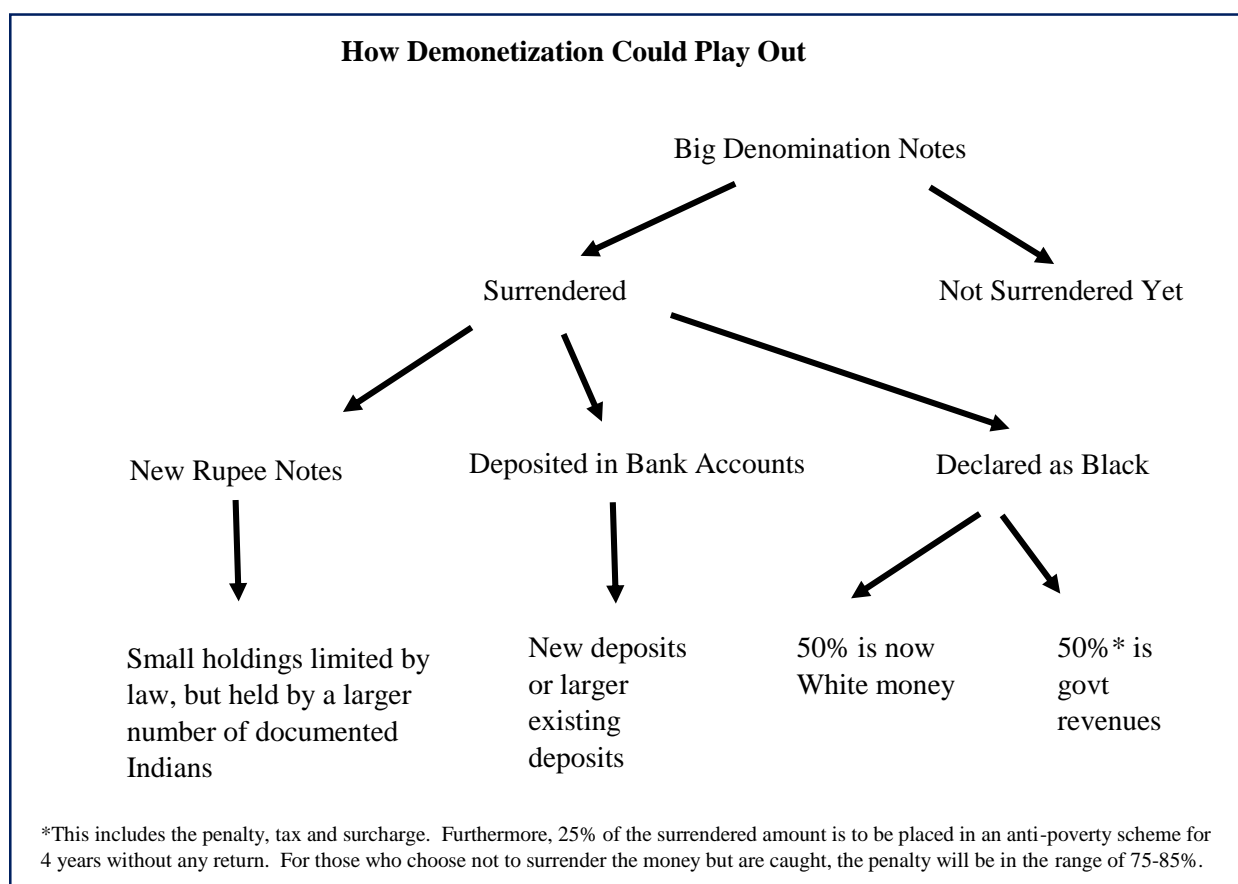 How Demonetization Could Play Out
Big Denomination Notes
Surrendered
Not Surrendered Yet
New Rupee Notes
Deposited in Bank Accounts
Declared as Black
Small holdings limited by
law, but held by a larger
number of documented
Indians
New deposits
or larger
existing
deposits
50% is now
White money
50%* is
govt
revenues
*This includes the penalty, tax and surcharge. Furthermore, 25% of the surrendered amount is to be placed in an anti-poverty scheme for
4 years without any return. For those who choose not to surrender the money but are caught, the penalty will be in the range of 75-85%.